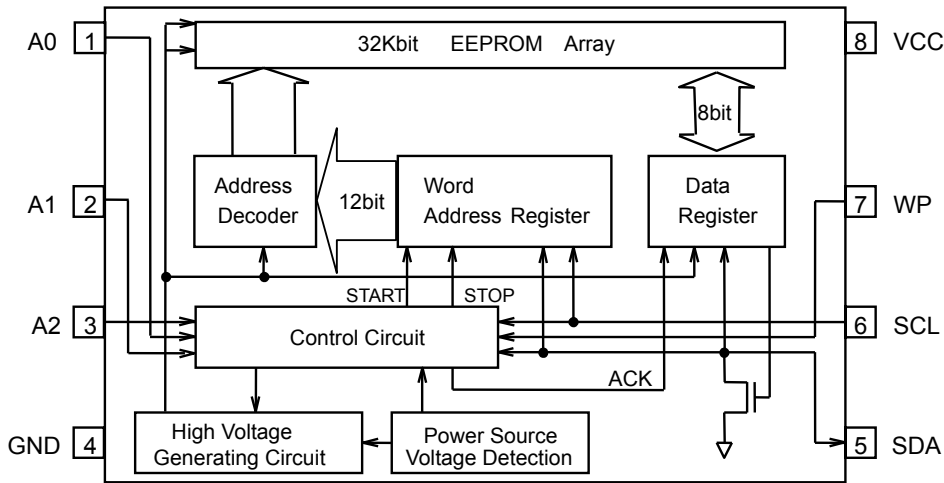 A0 1
32Kbit EEPROM Array
8 VCC
8bit
A1 2
Address
Decoder
12bit
Word
Address Register
Data
Register
7 WP
START
STOP
A2 3
Control Circuit
6 SCL
ACK
GND 4
High Voltage
Generating Circuit
Power Source
Voltage Detection
5 SDA